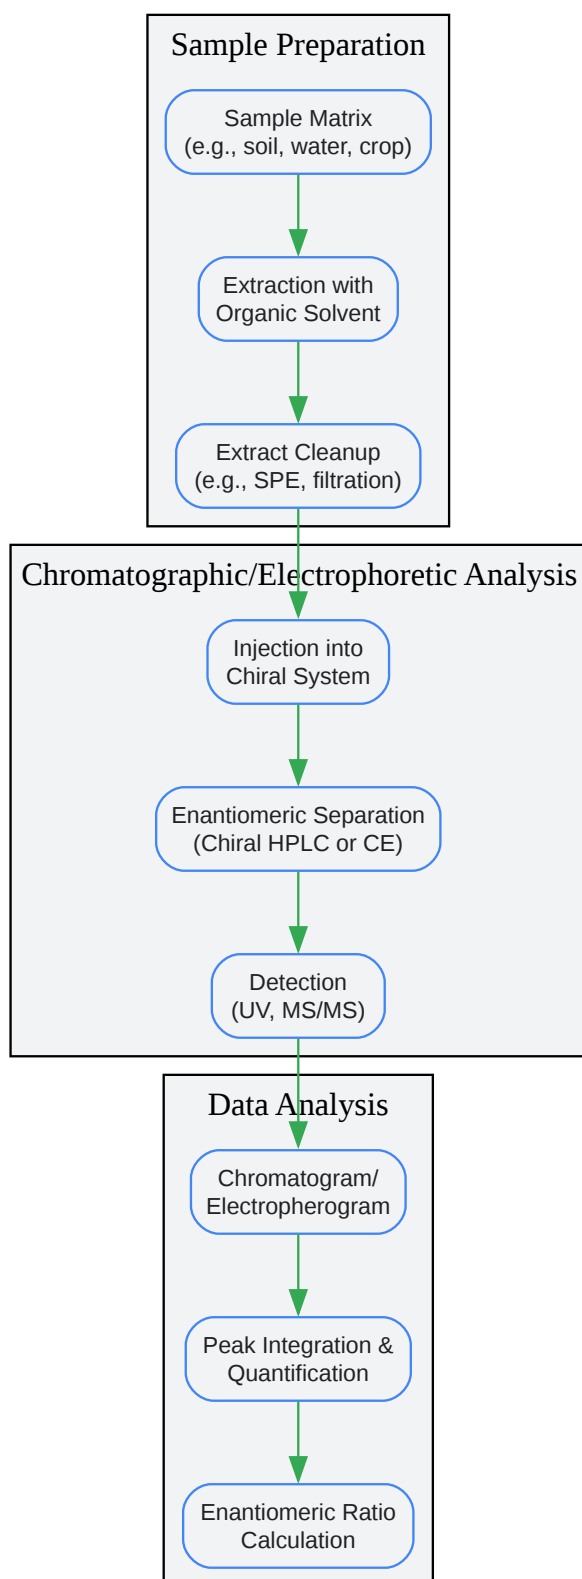 Sample Preparation
Sample Matrix
(e.g., soil, water, crop)
Extraction with
Organic Solvent
Extract Cleanup
(e.g., SPE, filtration)
Chromatographic/Electrophoretic Analysis
Injection into
Chiral System
Enantiomeric Separation
(Chiral HPLC or CE)
Detection
(UV, MS/MS)
Data Analysis
Chromatogram/
Electropherogram
Peak Integration &
Quantification
Enantiomeric Ratio
Calculation